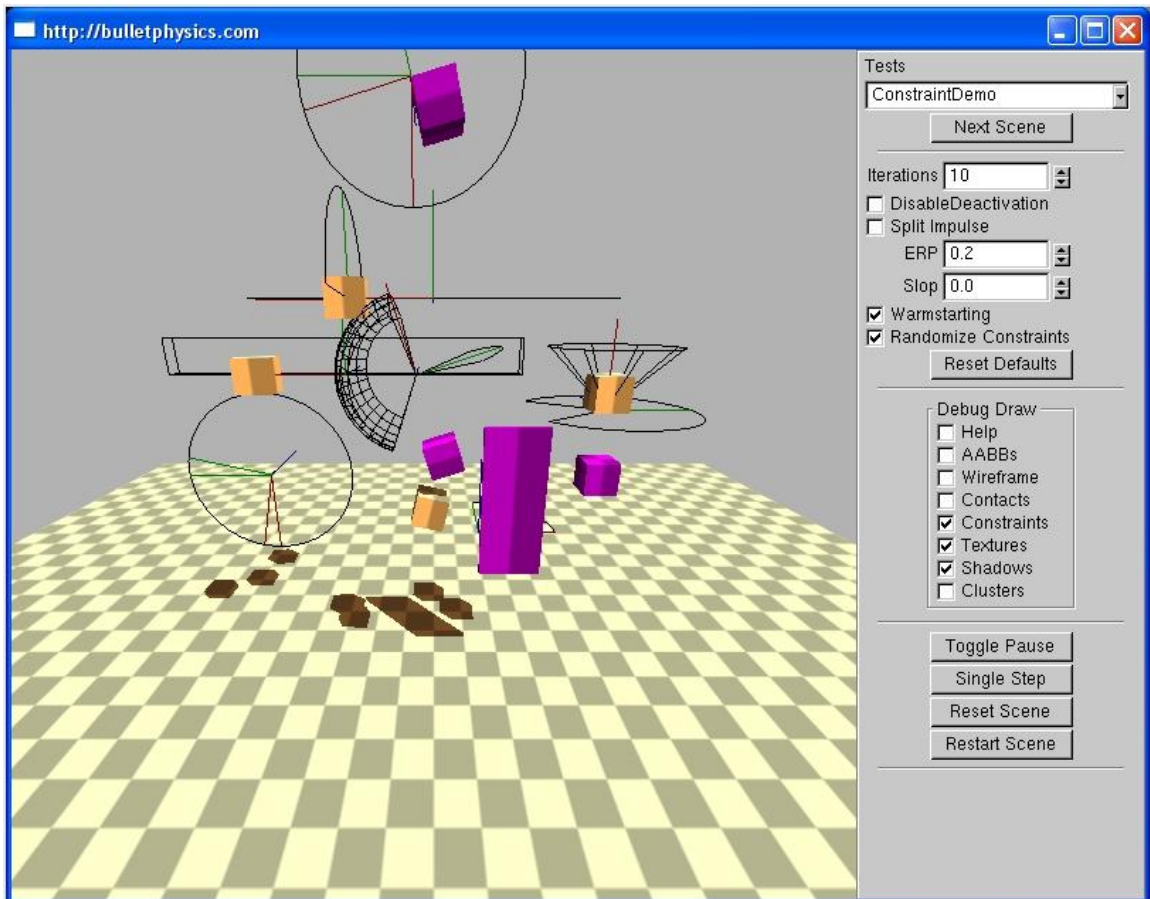 http://bulletphysics.com
Tests
ConstraintDemo
Next Scene
Iterations 10
DisableDeactivation
Split Impulse
ERP 0.2
Slop 0.0
Warmstarting
Randomize Constraints
Reset Defaults
Debug Draw
Help
AABBs
Wireframe
Contacts
Constraints
Textures
Shadows
Clusters
Toggle Pause
Single Step
Reset Scene
Restart Scene